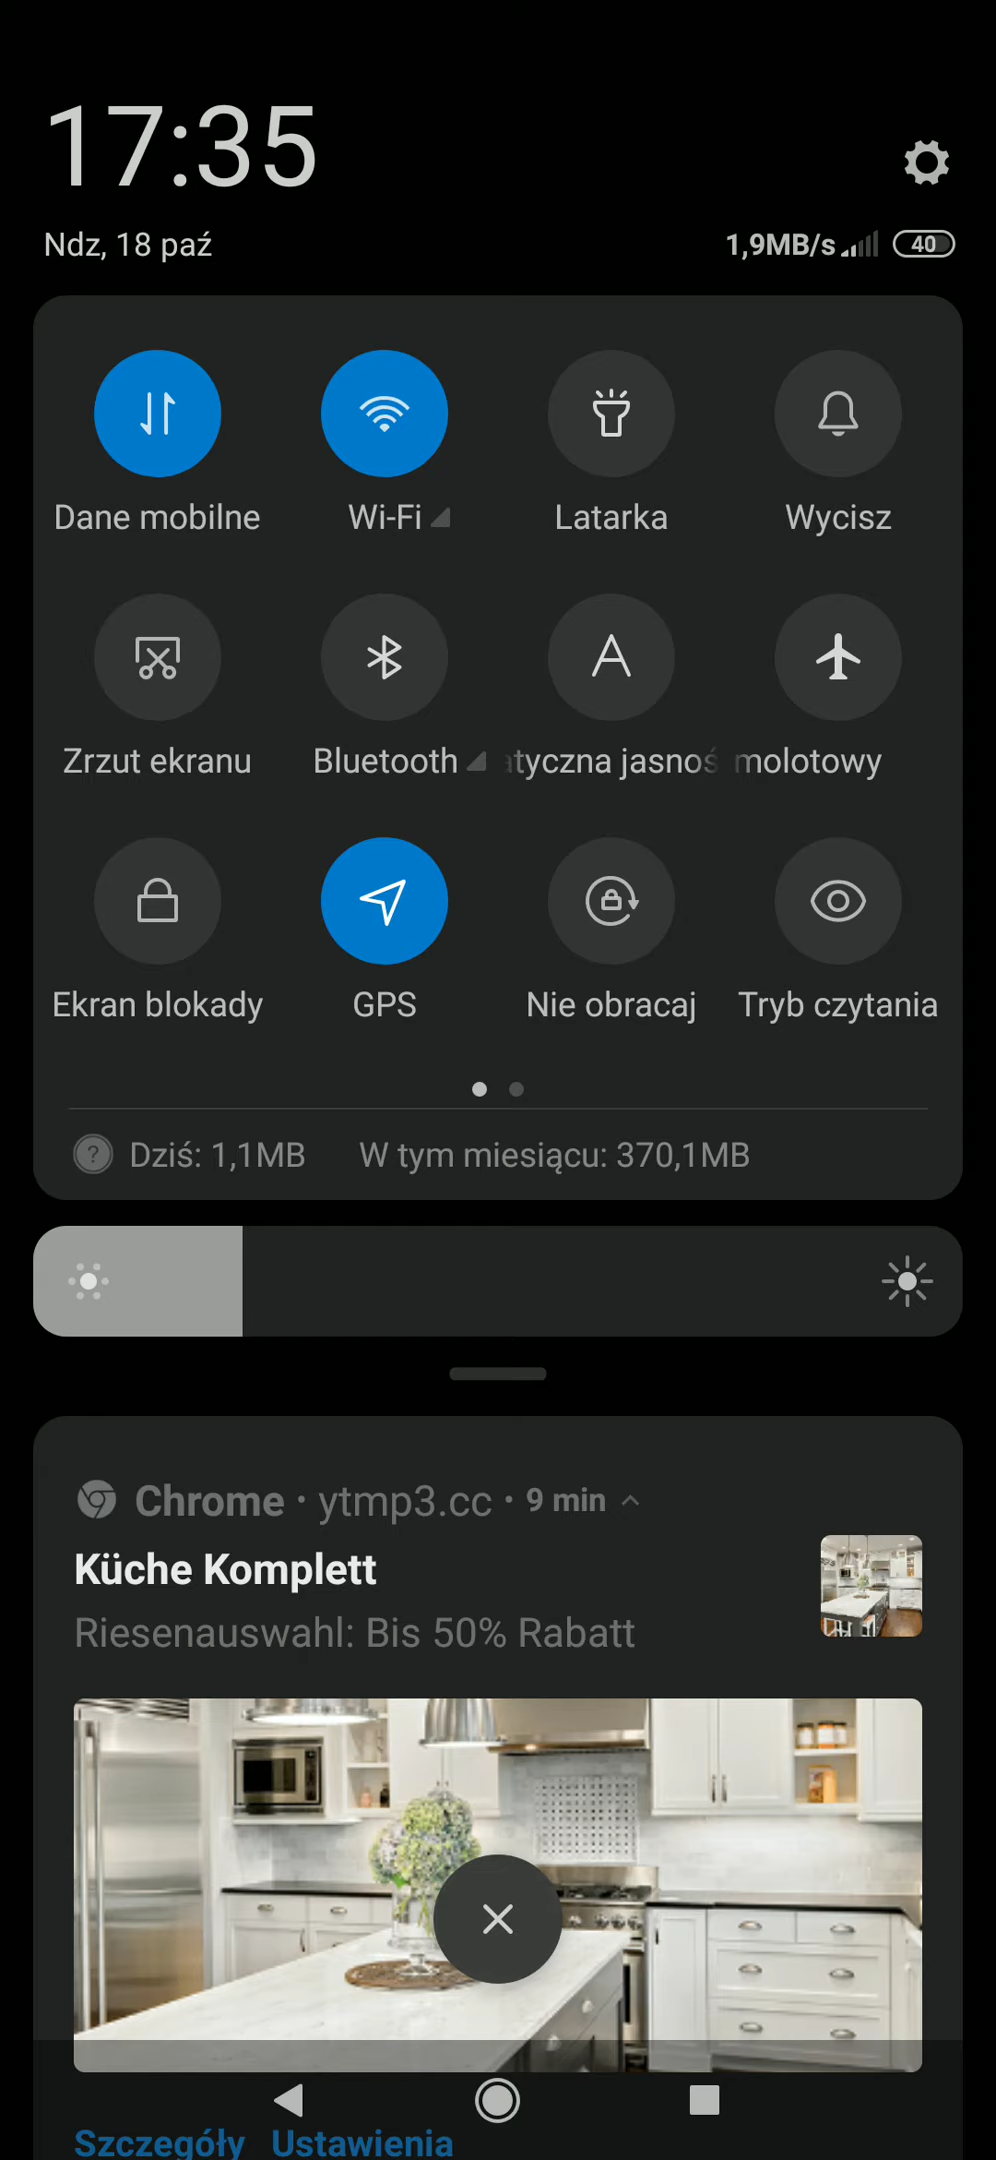 17:35
Ndz, 18 paź
1,9MB/s 40
Dane mobilne Wi-Fi Latarka Wycisz
Zrzut ekranu Bluetooth atyczna jasnoś molotowy
Ekran blokady GPS Nie obracaj Tryb czytania
? Dziś: 1,1MB W tym miesiącu: 370,1MB
Chrome • ytmp3.cc • 9 min
Küche Komplett
Riesenauswahl: Bis 50% Rabatt
Szczegóły Ustawienia